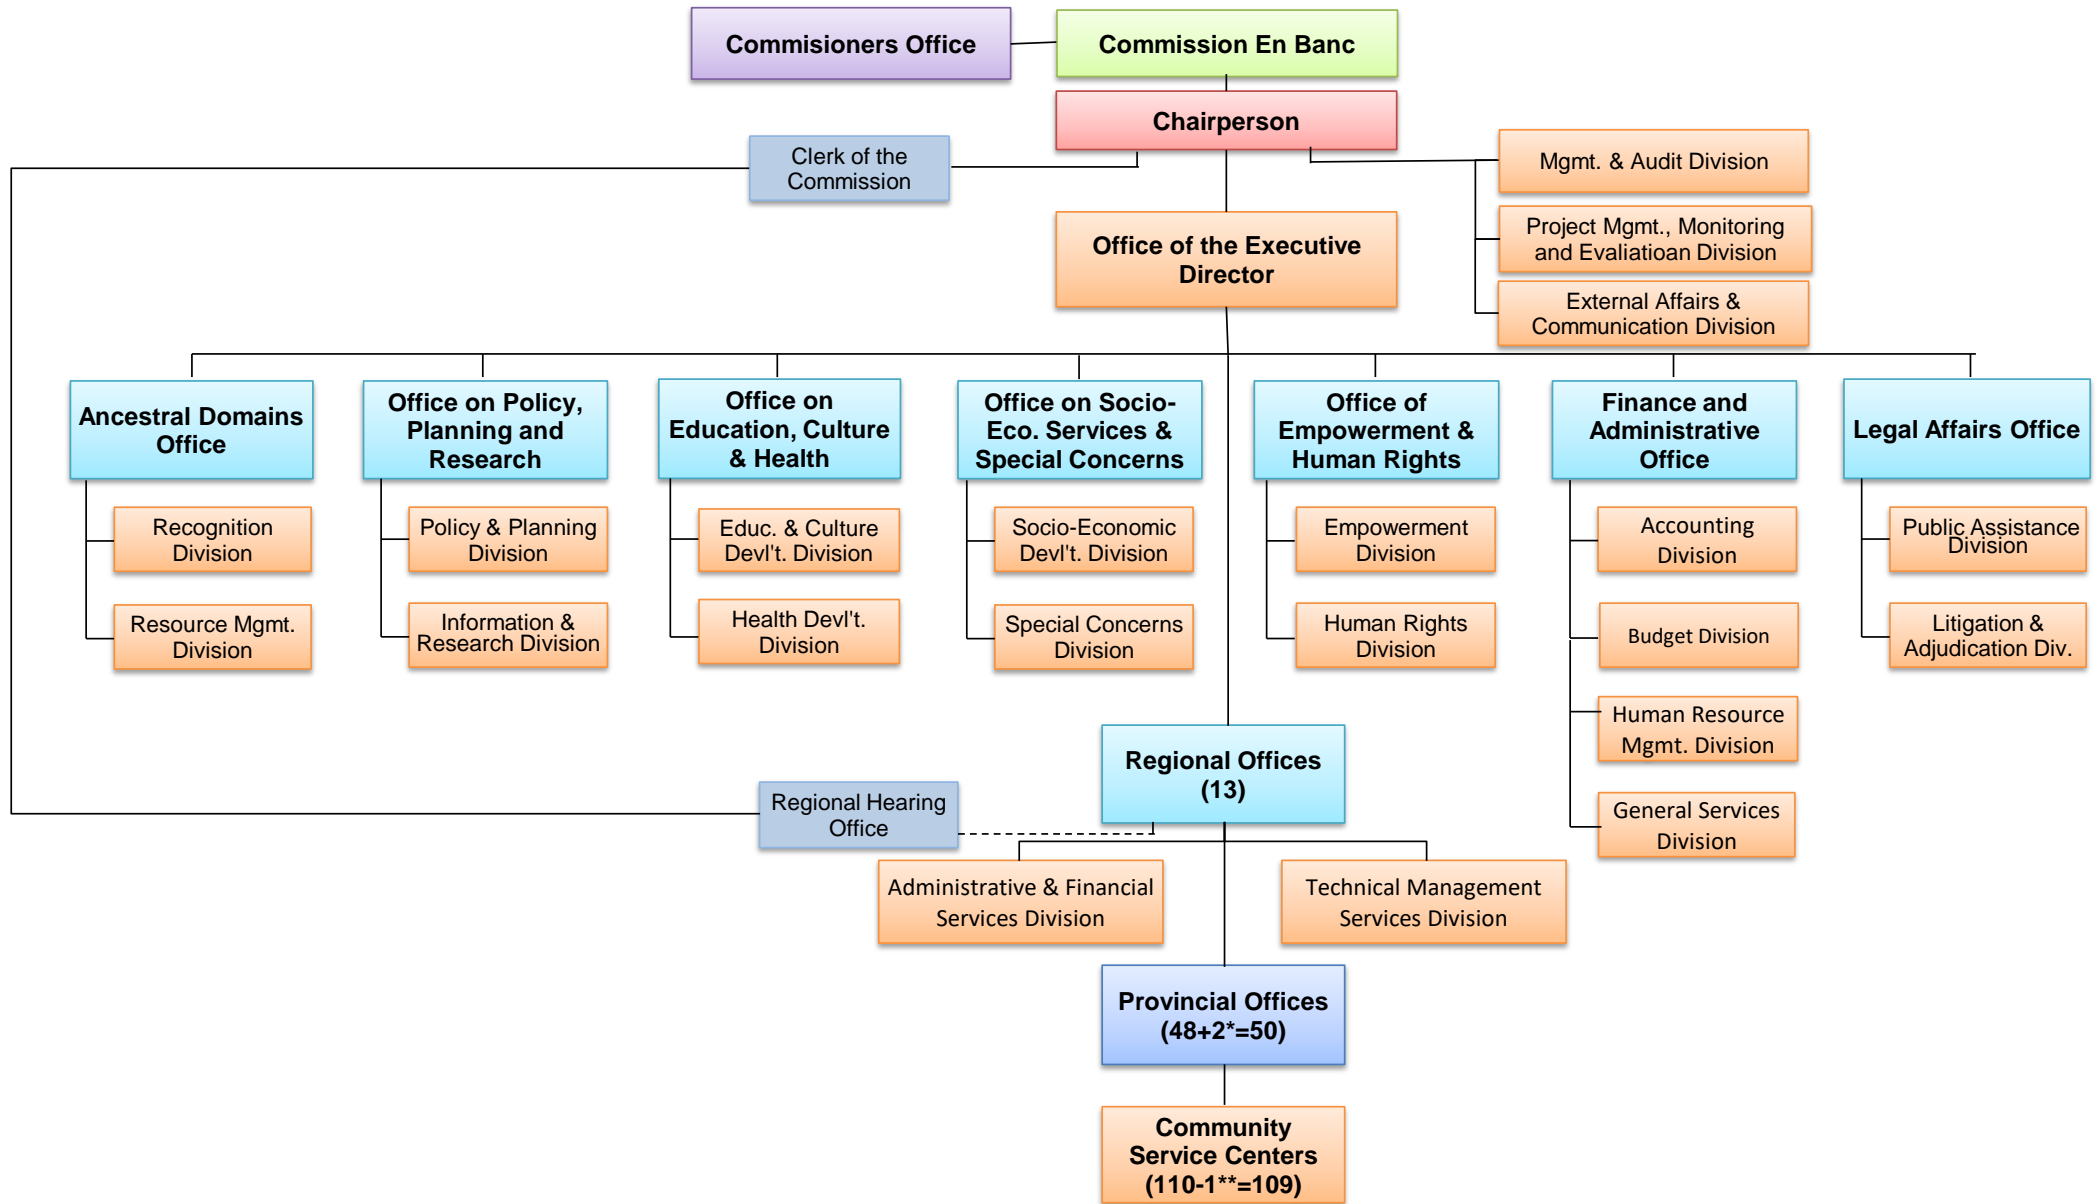 Commisioners Office
Commission En Banc
Chairperson
Clerk of the
Commission
Mgmt. & Audit Division
Project Mgmt., Monitoring
and Evaliatioan Division
External Affairs &
Communication Division
Office of the Executive
Director
Ancestral Domains
Office
Office on Policy,
Planning and
Research
Office on
Education, Culture
& Health
Office on Socio-
Eco. Services &
Special Concerns
Office of
Empowerment &
Human Rights
Finance and
Administrative
Office
Legal Affairs Office
Recognition
Division
Policy & Planning
Division
Educ. & Culture
Devl't. Division
Socio-Economic
Devl't. Division
Empowerment
Division
Accounting
Division
Public Assistance
Division
Resource Mgmt.
Division
Information &
Research Division
Health Devl't.
Division
Special Concerns
Division
Human Rights
Division
Budget Division
Litigation &
Adjudication Div.
Human Resource
Mgmt. Division
General Services
Division
Regional Offices
(13)
Regional Hearing
Office
Administrative & Financial
Services Division
Technical Management
Services Division
Provincial Offices
(48+2*=50)
Community
Service Centers
(110-1**=109)